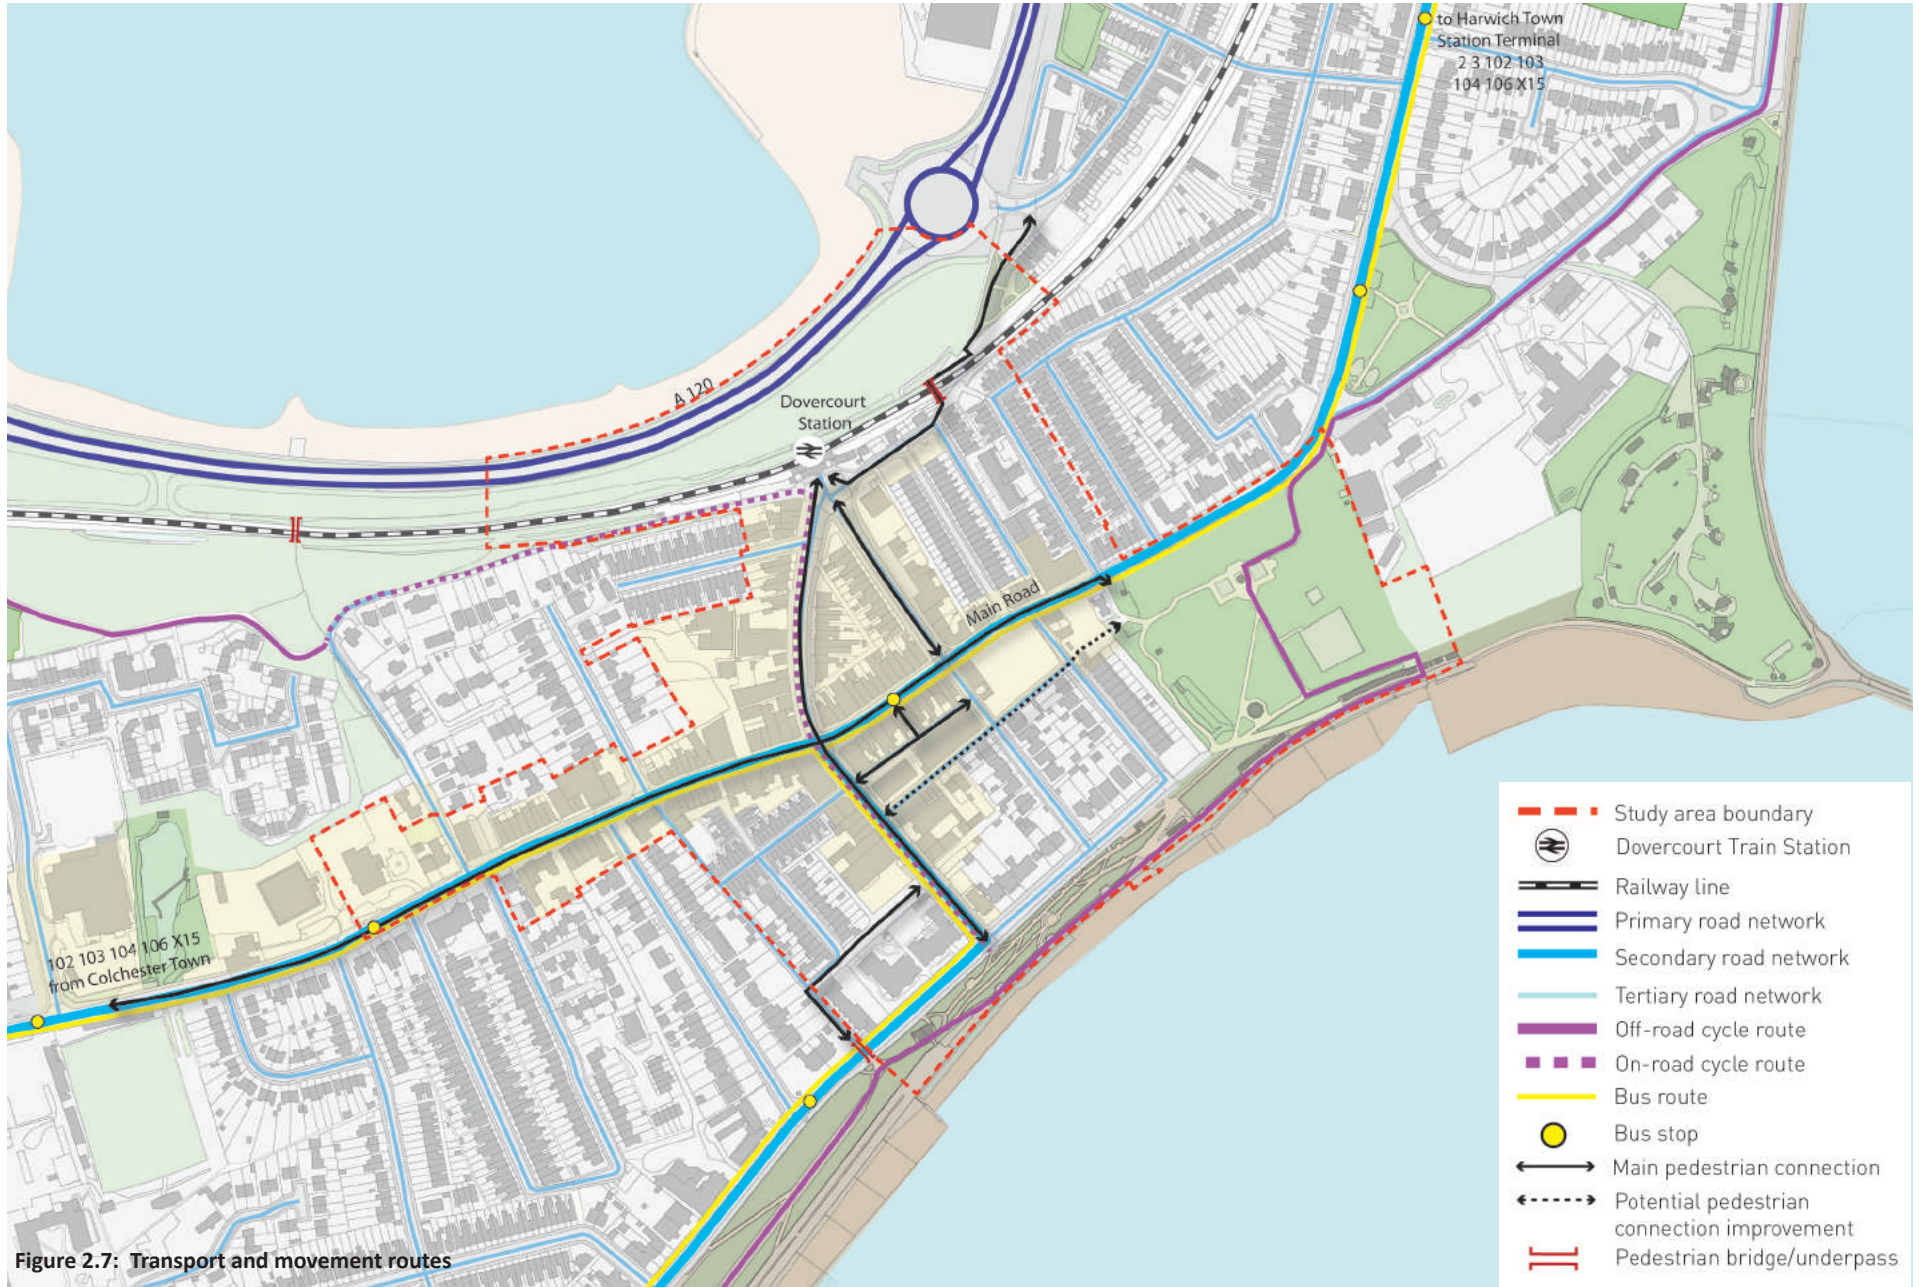 to Harwich Town
Station Terminal
2 3 102 103
104 106 X15
A 120
Dovercourt
Station
Main Road
102 103 104 106 X15
from Colchester Town
Study area boundary
Dovercourt Train Station
Railway line
Primary road network
Secondary road network
Tertiary road network
Off-road cycle route
On-road cycle route
Bus route
Bus stop
Main pedestrian connection
Potential pedestrian
connection improvement
Pedestrian bridge/underpass
Figure 2.7: Transport and movement routes